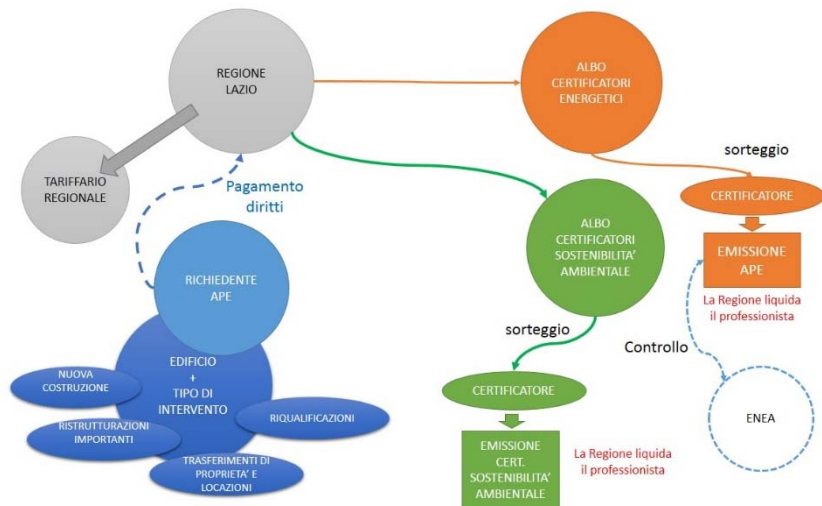 REGIONE
LAZIO
ALBO
CERTIFICATORI
ENERGETICI
sorteggio
TARIFFARIO
REGIONALE
Pagamento
diritti
CERTIFICATORE
ALBO
CERTIFICATORI
SOSTENIBILITA'
AMBIENTALE
EMISSIONE
APE
RICHIEDENTE
APE
La Regione liquida
il professionista
sorteggio
Controllo
EDIFICIO
+
TIPO DI
INTERVENTO
NUOVA
COSTRUZIONE
CERTIFICATORE
RISTRUTTURAZIONI
IMPORTANTI
RIQUALIFICAZIONI
ENEA
TRASFERIMENTI DI
PROPRIETA' E
LOCAZIONI
EMISSIONE
CERT.
SOSTENIBILITA'
AMBIENTALE
La Regione liquida
il professionista